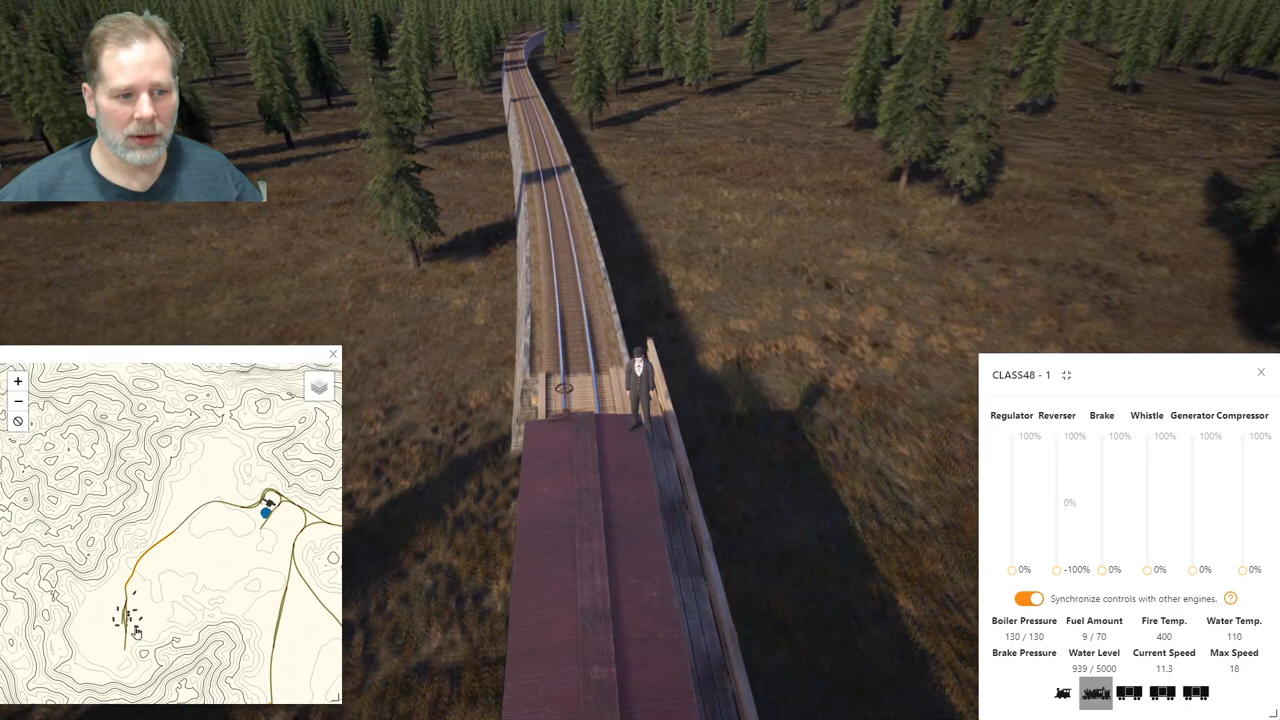 X
+
−
CLASS48 - 1
X
Regulator Reverser Brake Whistle Generator Compressor
100% 100% 100% 100% 100% 100%
0%
0% -100% 0% 0% 0% 0%
Synchronize controls with other engines. ?
Boiler Pressure Fuel Amount Fire Temp. Water Temp.
130 / 130 9 / 70 400 110
Brake Pressure Water Level Current Speed Max Speed
939 / 5000 11.3 18